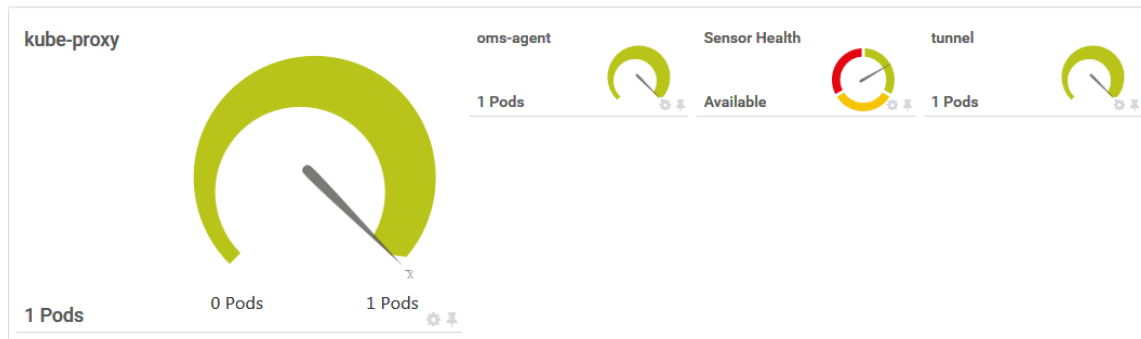 kube-proxy
0 Pods
1 Pods
1 Pods
oms-agent
1 Pods
Sensor Health
Available
tunnel
1 Pods